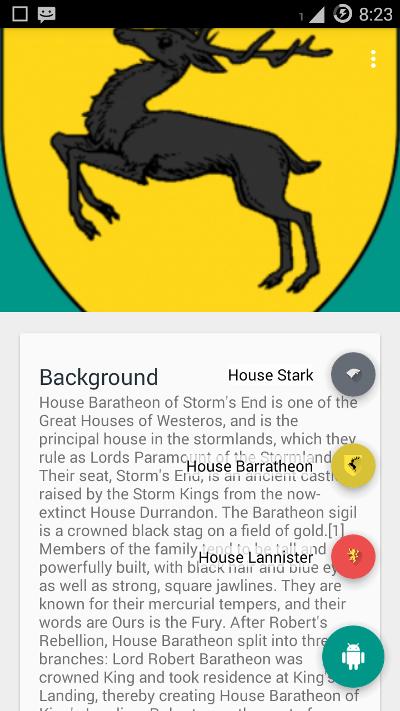 1 8:23
Background
House Stark
House Baratheon of Storm's End is one of the
Great Houses of Westeros, and is the
principal house in the stormlands, which they
rule as Lords Paramount of the Stormland
House Barratheon
Their seat, Storm's End, is an ancient cast
raised by the Storm Kings from the now-
extinct House Durrandon. The Baratheon sigil
is a crowned black stag on a field of gold.[1]
Members of the family tend to be tall and
House Lannister
powerfully built, with black hair and blue ey
as well as strong, square jawlines. They are
known for their mercurial tempers, and their
words are Ours is the Fury. After Robert's
Rebellion, House Baratheon split into thre
branches: Lord Robert Baratheon was
crowned King and took residence at King's
Landing, thereby creating House Baratheon of